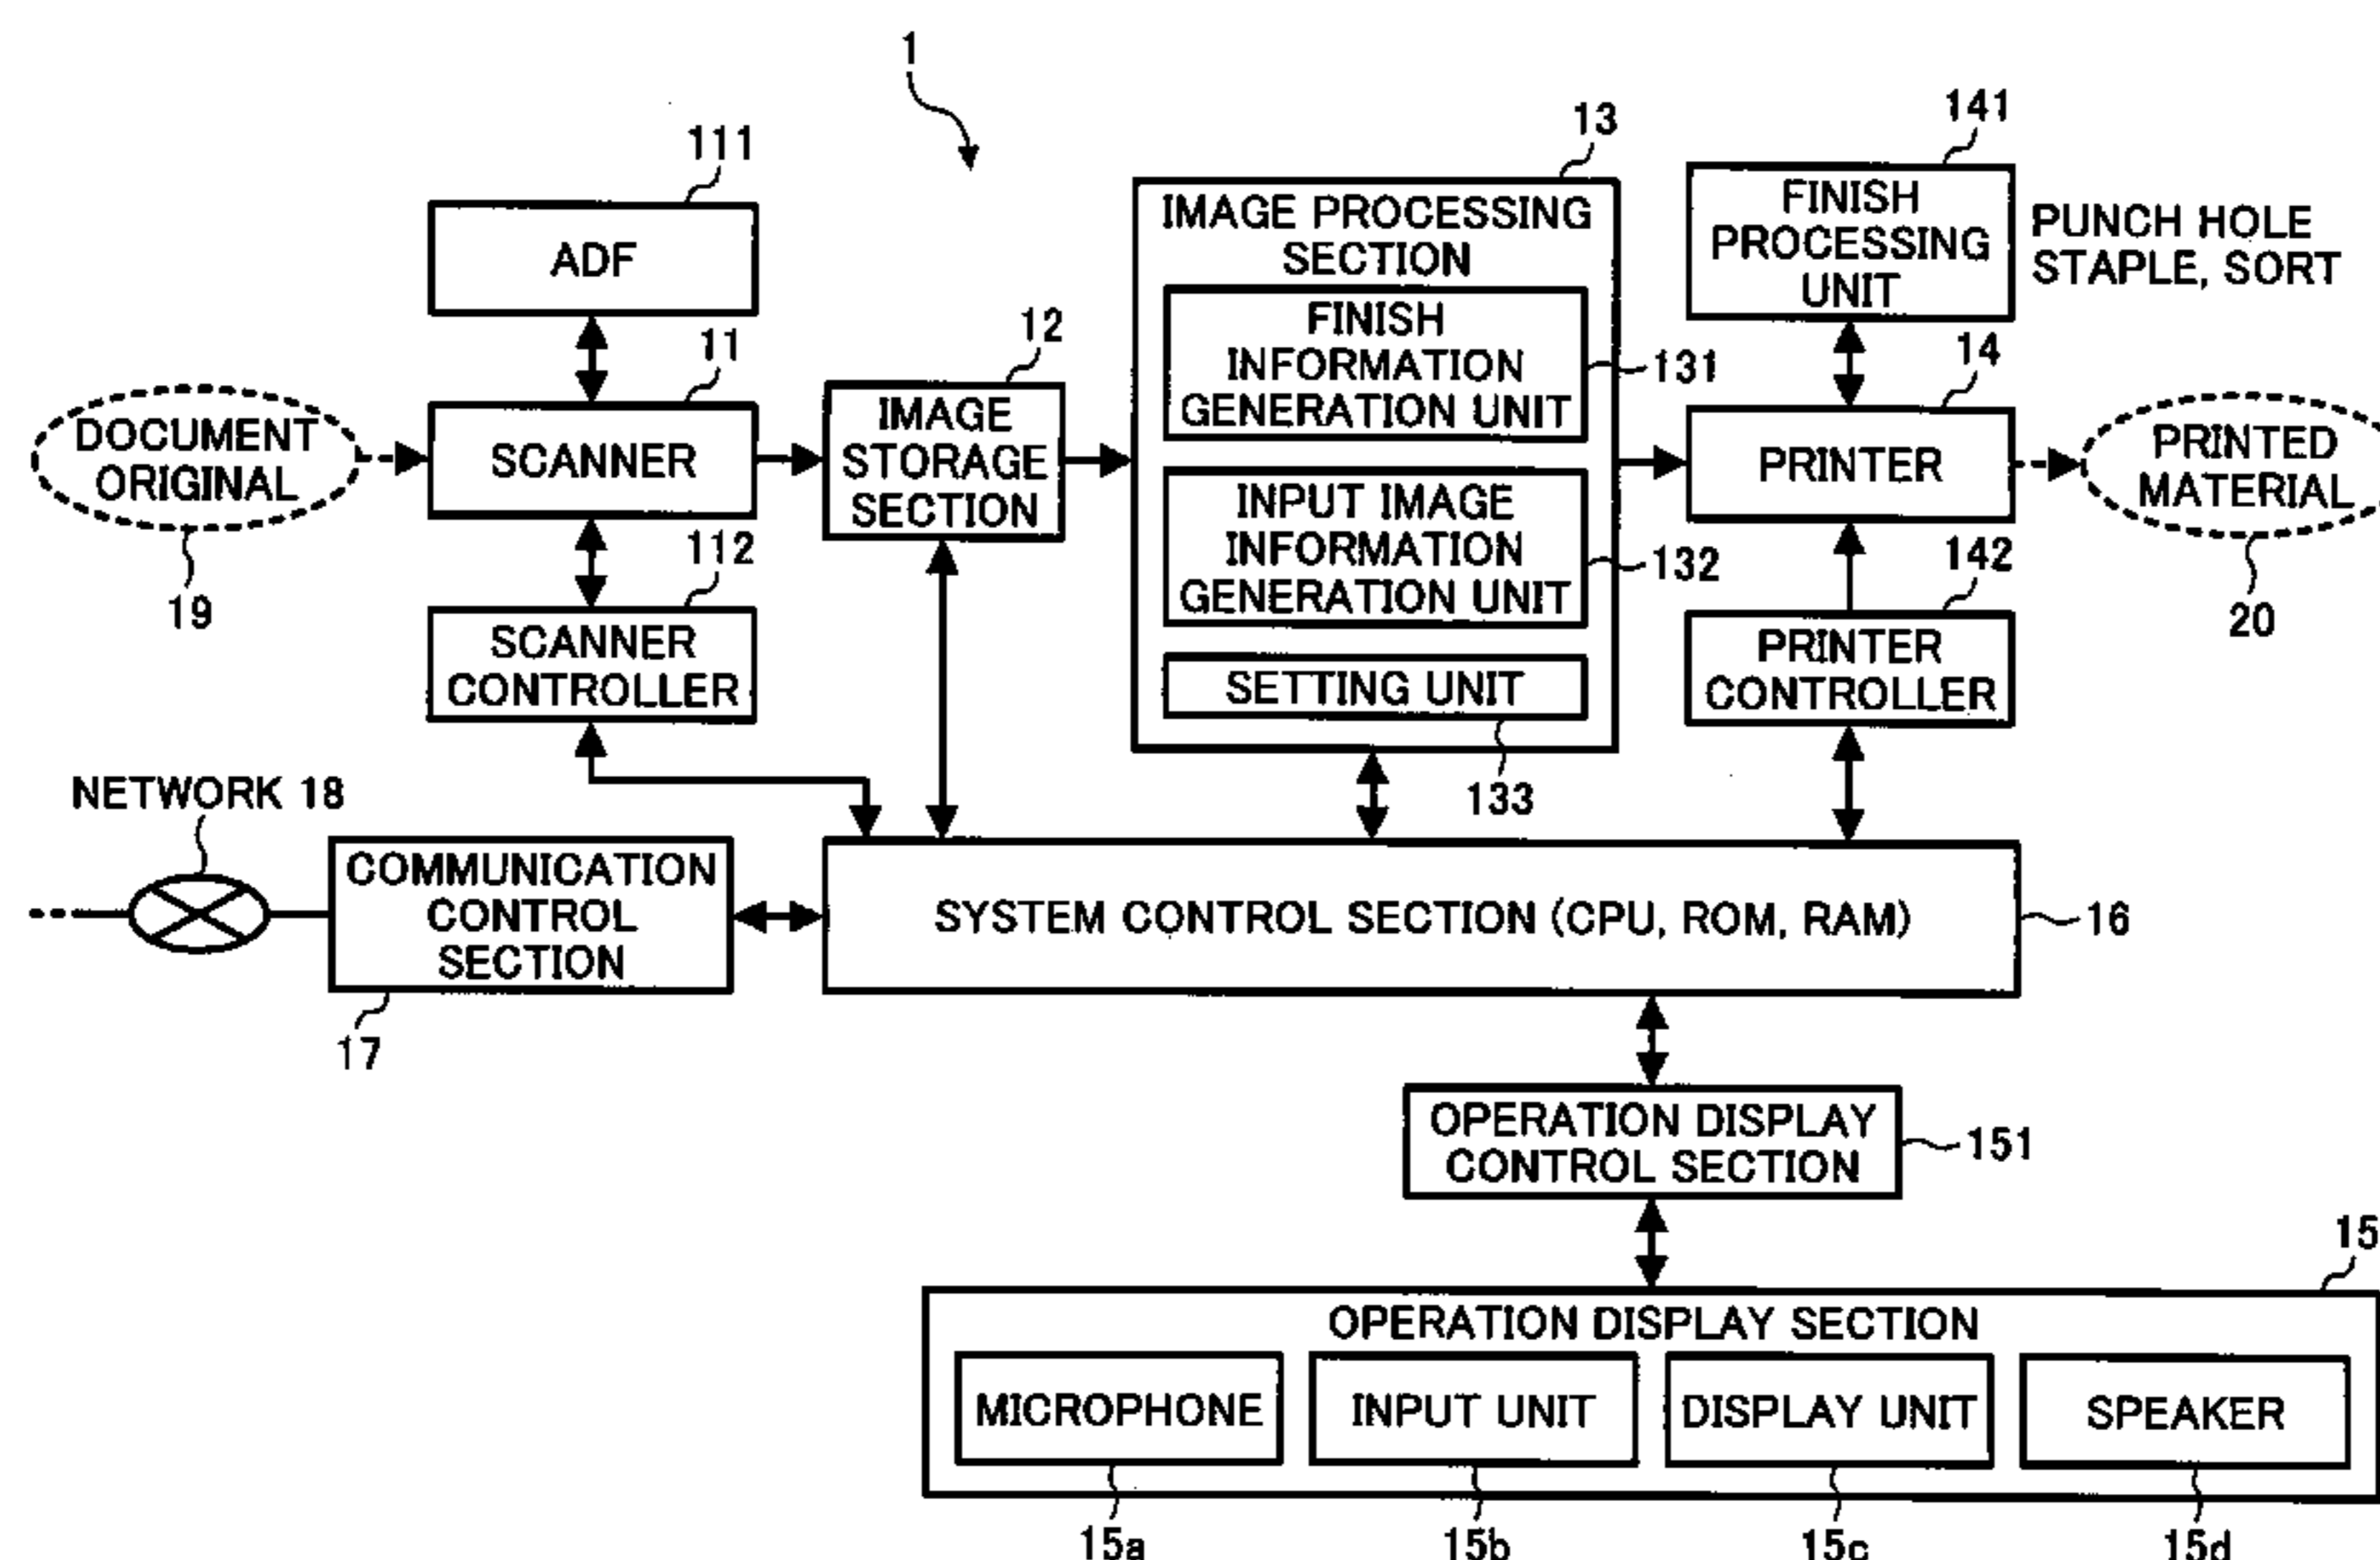 1
111
ADF
11
DOCUMENT
ORIGINAL
19
SCANNER
112
SCANNER
CONTROLLER
12
IMAGE
STORAGE
SECTION
13
IMAGE PROCESSING
SECTION
FINISH
INFORMATION
GENERATION UNIT
131
INPUT IMAGE
INFORMATION
GENERATION UNIT
132
SETTING UNIT
133
141
FINISH
PROCESSING
UNIT
PUNCH HOLE
STAPLE, SORT
14
PRINTER
PRINTED
MATERIAL
20
142
PRINTER
CONTROLLER
NETWORK 18
COMMUNICATION
CONTROL
SECTION
17
SYSTEM CONTROL SECTION (CPU, ROM, RAM)
16
OPERATION DISPLAY
CONTROL SECTION
151
15
OPERATION DISPLAY SECTION
MICROPHONE
INPUT UNIT
DISPLAY UNIT
SPEAKER
15a
15b
15c
15d